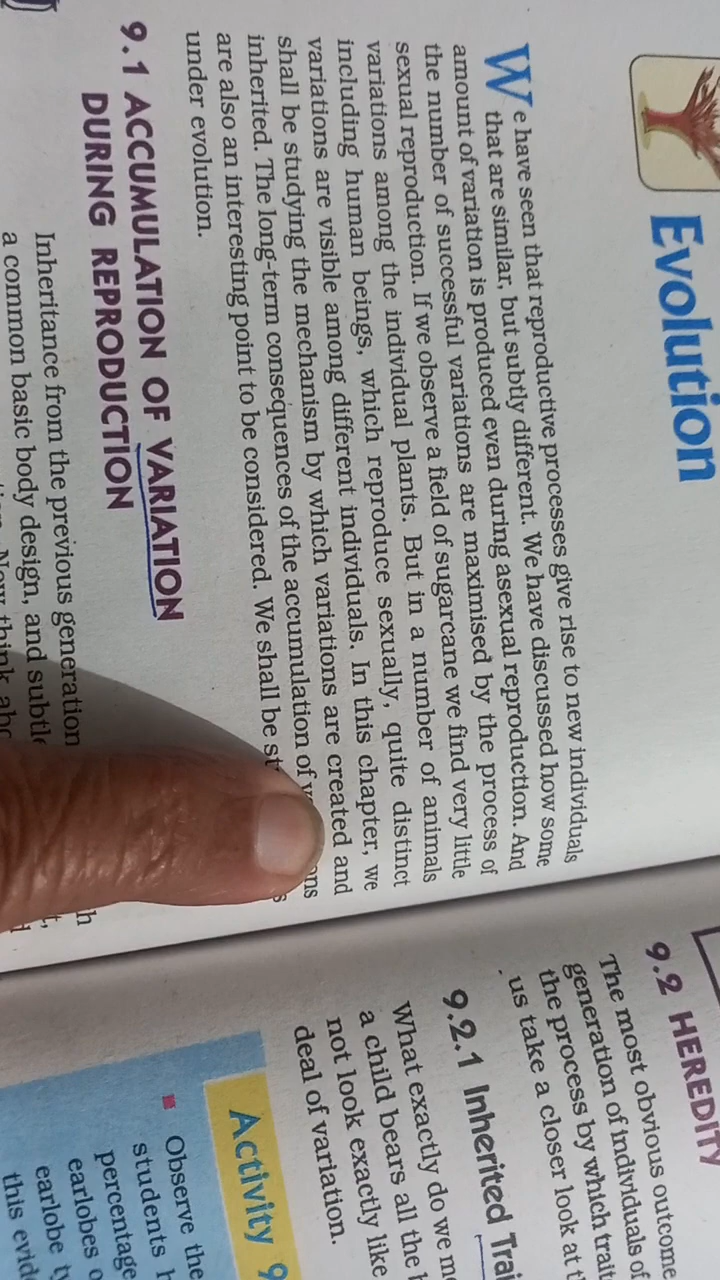 Evolution
We have seen that reproductive processes give rise to new individuals
that are similar, but subtly different. We have discussed how some
amount of variation is produced even during asexual reproduction. And
the number of successful variations are maximised by the process of
sexual reproduction. If we observe a field of sugarcane we find very little
variations among the individual plants. But in a number of animals
including human beings, which reproduce sexually, quite distinct
variations are visible among different individuals. In this chapter, we
shall be studying the mechanism by which variations are created and
inherited. The long-term consequences of the accumulation of
are also an interesting point to be considered. We shall be
under evolution.
9.1 ACCUMULATION OF VARIATION
DURING REPRODUCTION
Inheritance from the previous generation
a common basic body design, and
Now think
9.2 HEREDITY
The most obvious outcome
generation of individuals of
the process by which
us take a closer look at
9.2.1 Inherited
What exactly do we
a child bears all the
not look exactly like
deal of variation.
Activity 9
Observe the
students
percentage
earlobes
earlobe
this